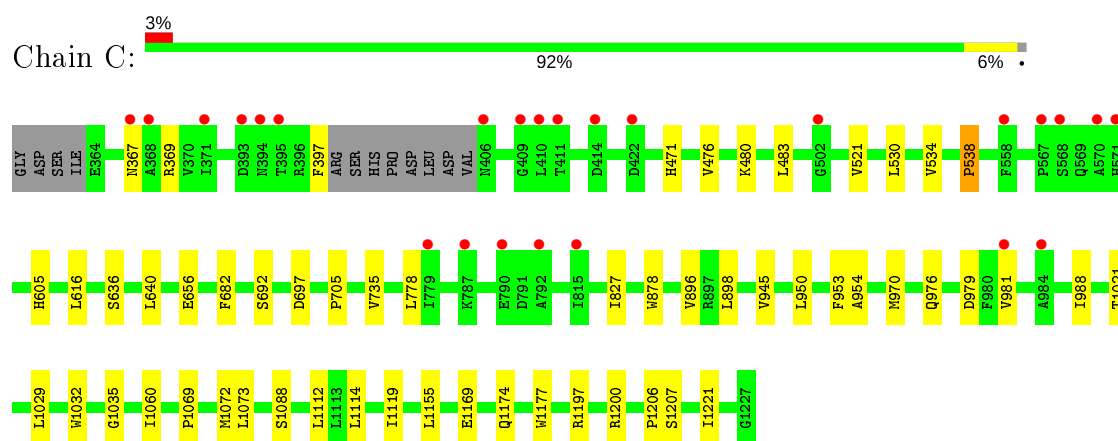 3%
Chain C:
92% 6% •
GLY ASP SER ILE E364 N367 A368 R369 V370 I371 D393 N394 T395 R396 F397 ARG SER HIS PRO ASP LEU ASP VAL N406 G409 L410 T411 D414 D422 H471 V476 K480 L483 G502 V521 L530 V534 P538 F558 P567 S568 Q569 A570 H571
H605 L616 S636 L640 E656 F682 S692 D697 P705 V735 L778 I779 K787 E790 D791 A792 I815 I827 W878 V896 R897 L898 V945 L950 F953 A954 M970 Q976 D979 F980 V981 A984 I988 T1021
L1029 W1032 G1035 I1060 P1069 M1072 L1073 S1088 L1112 L1113 L1114 I1119 L1155 E1169 Q1174 W1177 R1197 R1200 P1206 S1207 I1221 G1227